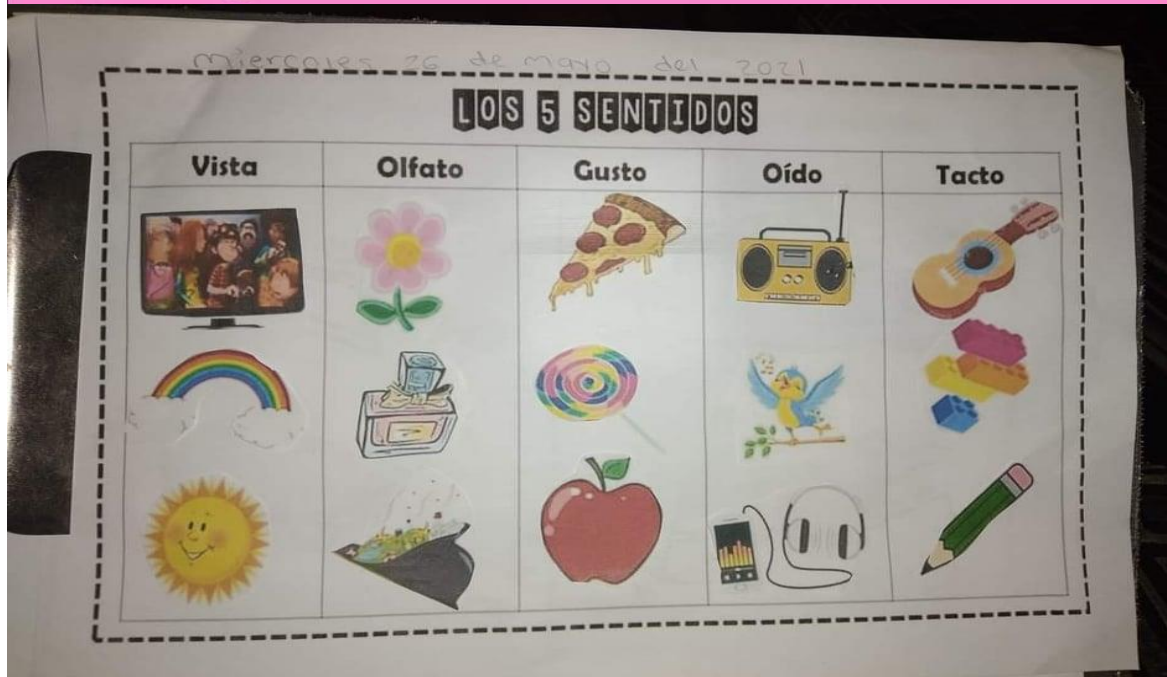 miercoles 26 de mayo del 2021
LOS 5 SENTIDOS
Vista Olfato Gusto Oído Tacto